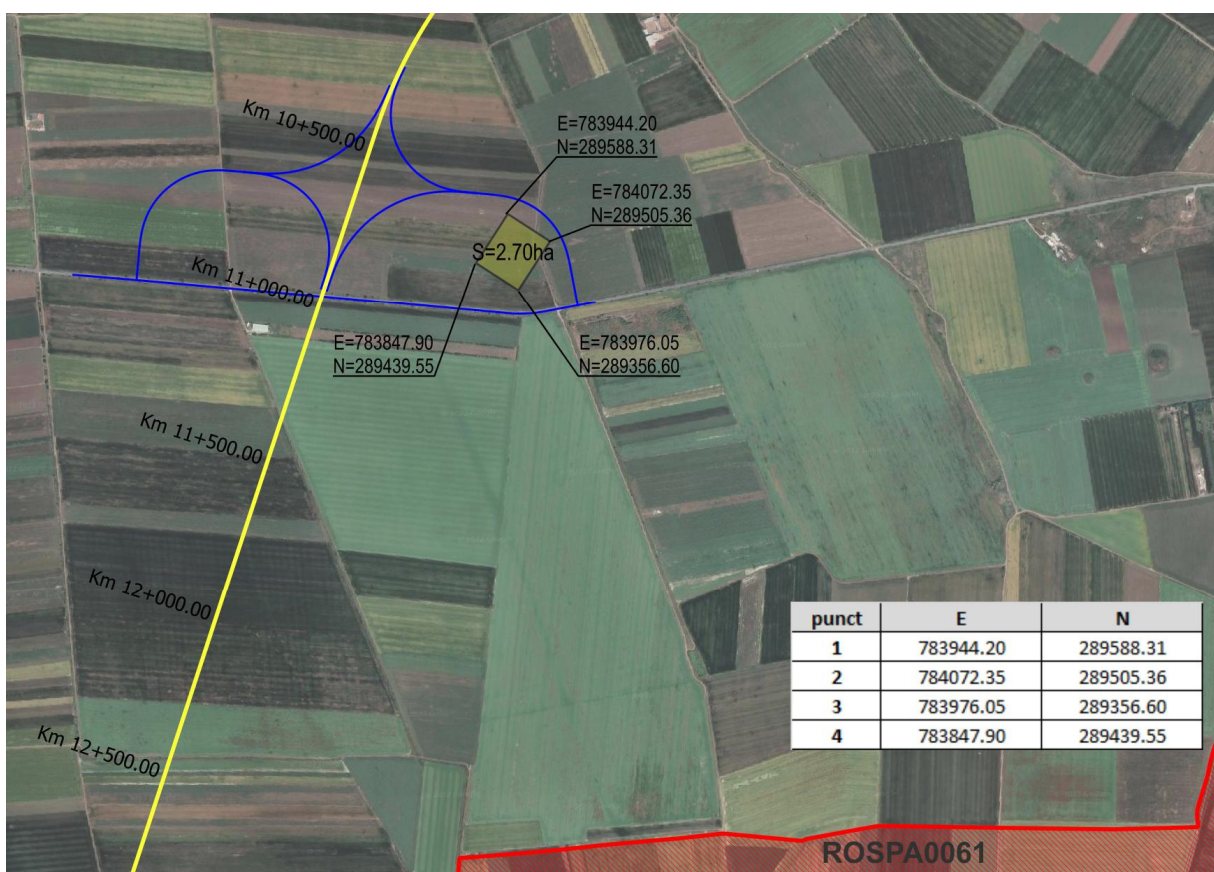 Km 10+500.00
E=783944.20
N=289588.31
E=784072.35
N=289505.36
S=2.70ha
Km 11+000.00
E=783847.90
N=289439.55
E=783976.05
N=289356.60
Km 11+500.00
Km 12+000.00
punct E N
1 783944.20 289588.31
2 784072.35 289505.36
3 783976.05 289356.60
4 783847.90 289439.55
Km 12+500.00
ROSPA0061